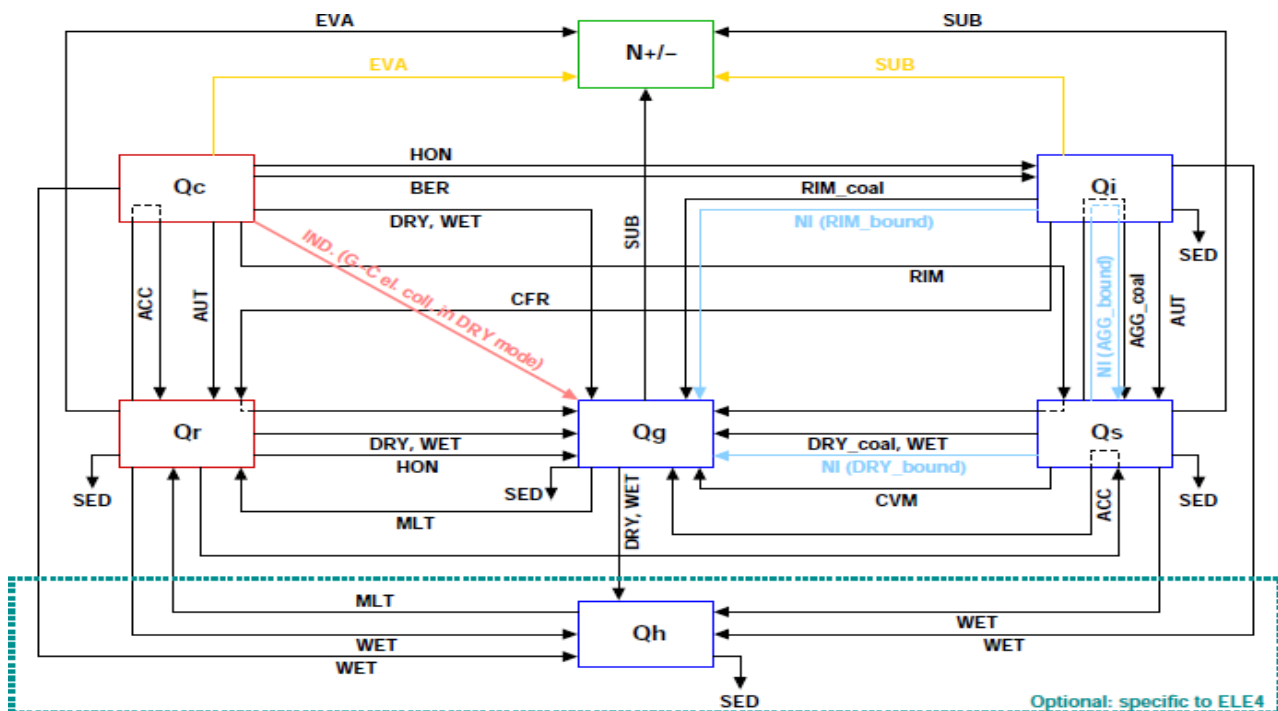 EVA
SUB
N+/−
EVA
SUB
HON
Qc
BER
RIM_coal
Qi
DRY, WET
NI (RIM_bound)
SUB
SED
IND. (G−C el. coll. in DRY mode)
RIM
CFR
ACC
AUT
NI (AGG_bound)
AGG_coal
AUT
Qr
Qg
Qs
DRY, WET
DRY_coal, WET
HON
NI (DRY_bound)
SED
SED
DRY, WET
CVM
ACC
SED
MLT
MLT
Qh
WET
WET
WET
WET
SED
Optional: specific to ELE4